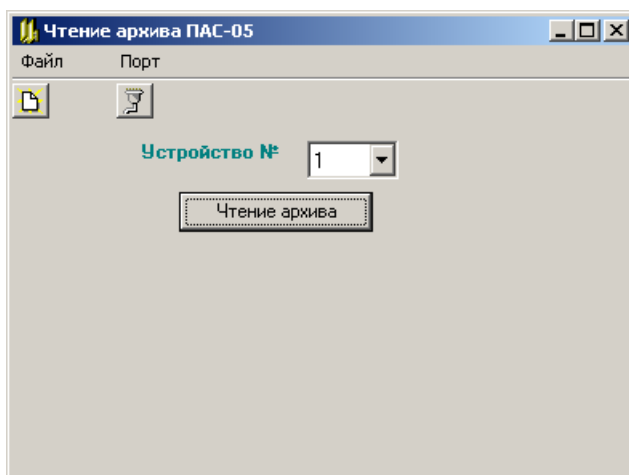 Чтение архива ПАС-05
Файл Порт
Устройство № 1
Чтение архива